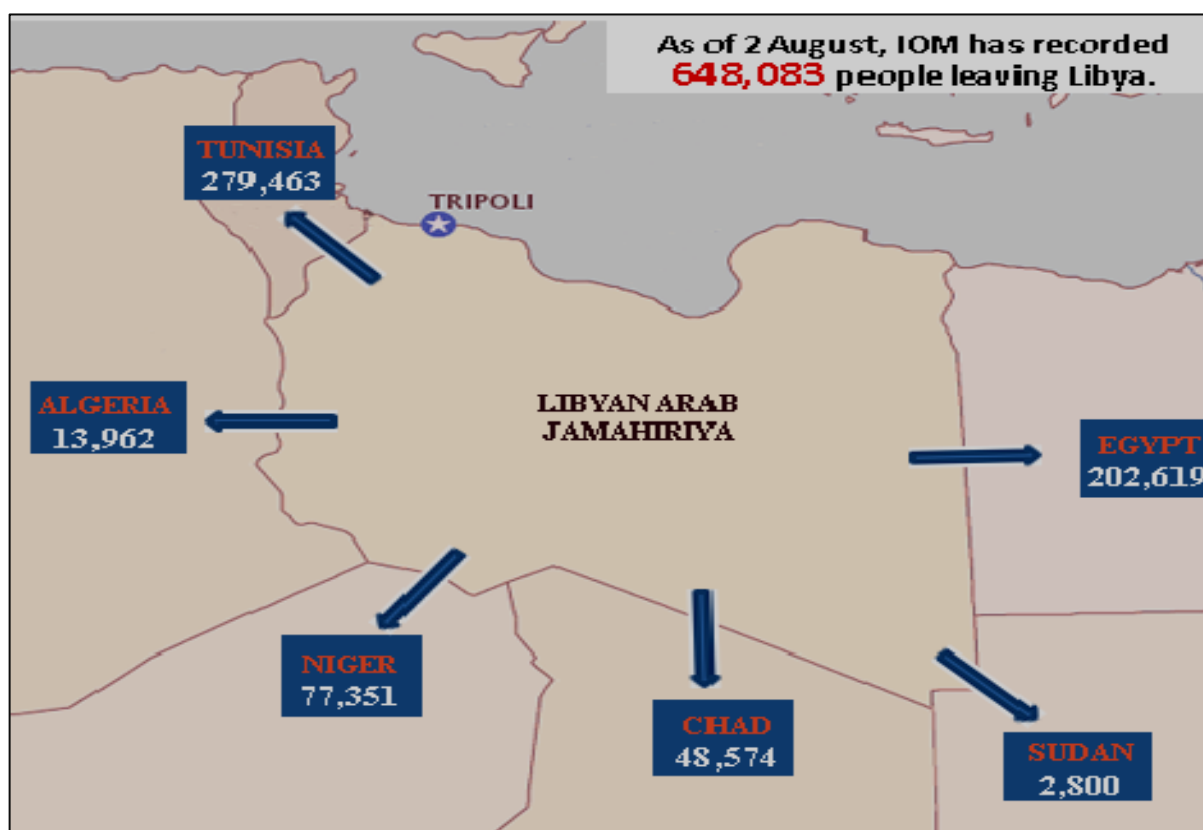 As of 2 August, IOM has recorded
648,083 people leaving Libya.
TUNISIA
279,463
TRIPOLI
ALGERIA
13,962
LIBYAN ARAB
JAMAHIRIYA
EGYPT
202,619
NIGER
77,351
CHAD
48,574
SUDAN
2,800